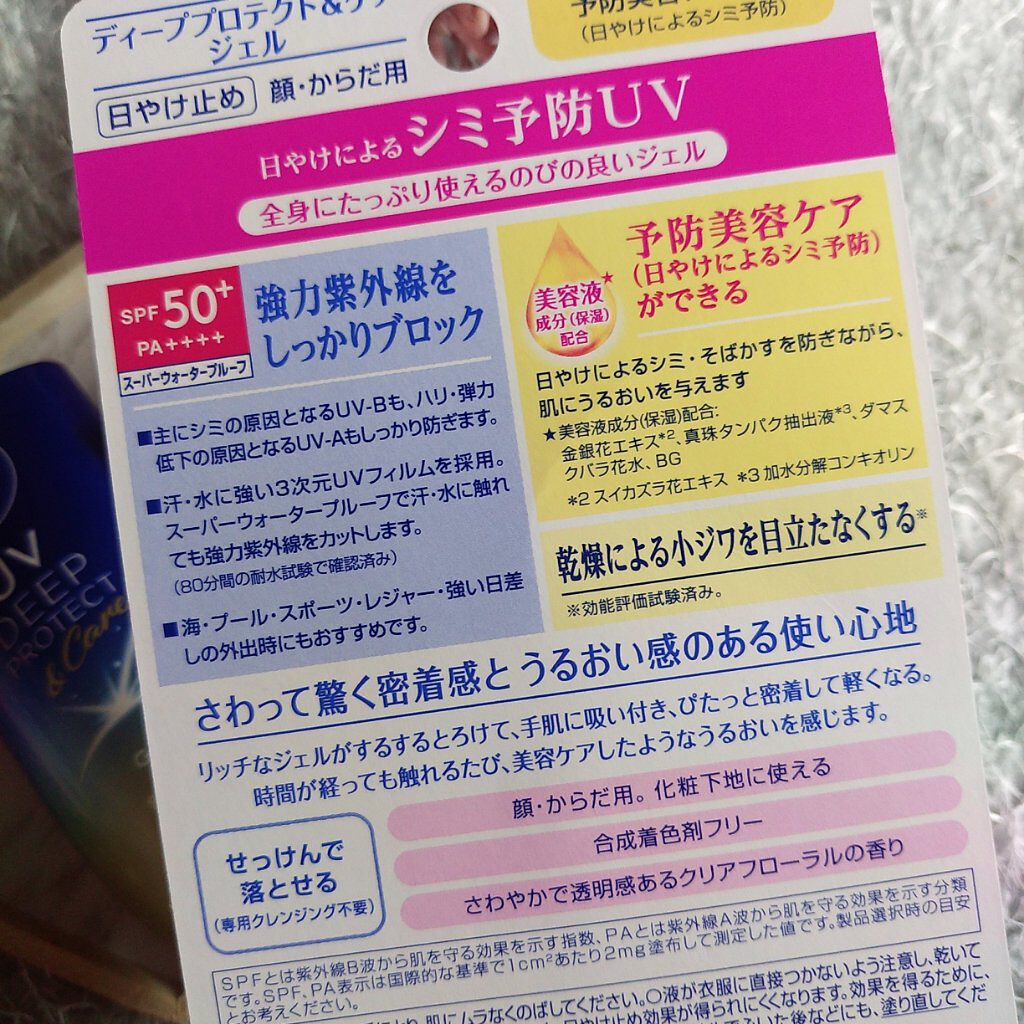 ディーププロテクト&ケア
ジェル
日やけ止め 顔・からだ用
予防美容
(日やけによるシミ予防)
日やけによるシミ予防UV
全身にたっぷり使えるのびの良いジェル
SPF50+
PA++++
スーパーウォータープルーフ
強力紫外線を
しっかりブロック
■主にシミの原因となるUV-Bも、ハリ・弾力
低下の原因となるUV-Aもしっかり防ぎます。
■汗・水に強い3次元UVフィルムを採用。
スーパーウォータープルーフで汗・水に触れ
ても強力紫外線をカットします。
(80分間の耐水試験で確認済み)
■海・プール・スポーツ・レジャー・強い日差
しの外出時にもおすすめです。
美容液★
成分(保湿)
配合
予防美容ケア
(日やけによるシミ予防)
ができる
日やけによるシミ・そばかすを防ぎながら、
肌にうるおいを与えます
★美容液成分(保湿)配合:
金銀花エキス*2、真珠タンパク抽出液*3、ダマス
クバラ花水、BG
*2 スイカズラ花エキス *3 加水分解コンキオリン
乾燥による小ジワを目立たなくする※
※効能評価試験済み。
さわって驚く密着感とうるおい感のある使い心地
リッチなジェルがするするとろけて、手肌に吸い付き、ぴたっと密着して軽くなる。
時間が経っても触れるたび、美容ケアしたようなうるおいを感じます。
せっけんで
落とせる
(専用クレンジング不要)
顔・からだ用。化粧下地に使える
合成着色剤フリー
さわやかで透明感あるクリアフローラルの香り
SPFとは紫外線B波から肌を守る効果を示す指数、PAとは紫外線A波から肌を守る効果を示す分類
です。SPF、PA表示は国際的な基準で1cm²あたり2mg塗布して測定した値です。製品選択時の目安
とお考えください。
肌にムラなくのばしてください。○液が衣服に直接つかないよう注意し、乾いて
日やけ止め効果が得られにくくなります。効果を得るために、
ふいた後などにも、塗り直してくだ
UV
DEEP
PROTECT
& Care